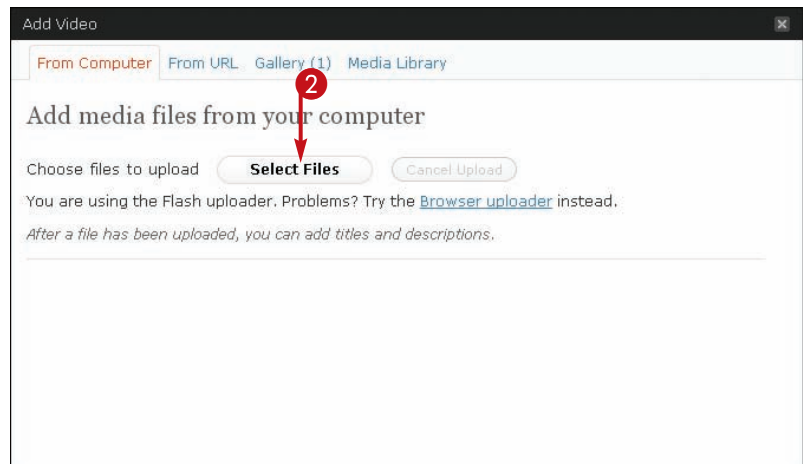 Add Video
From Computer From URL Gallery (1) Media Library
2
Add media files from your computer
Choose files to upload Select Files Cancel Upload
You are using the Flash uploader. Problems? Try the Browser uploader instead.
After a file has been uploaded, you can add titles and descriptions.